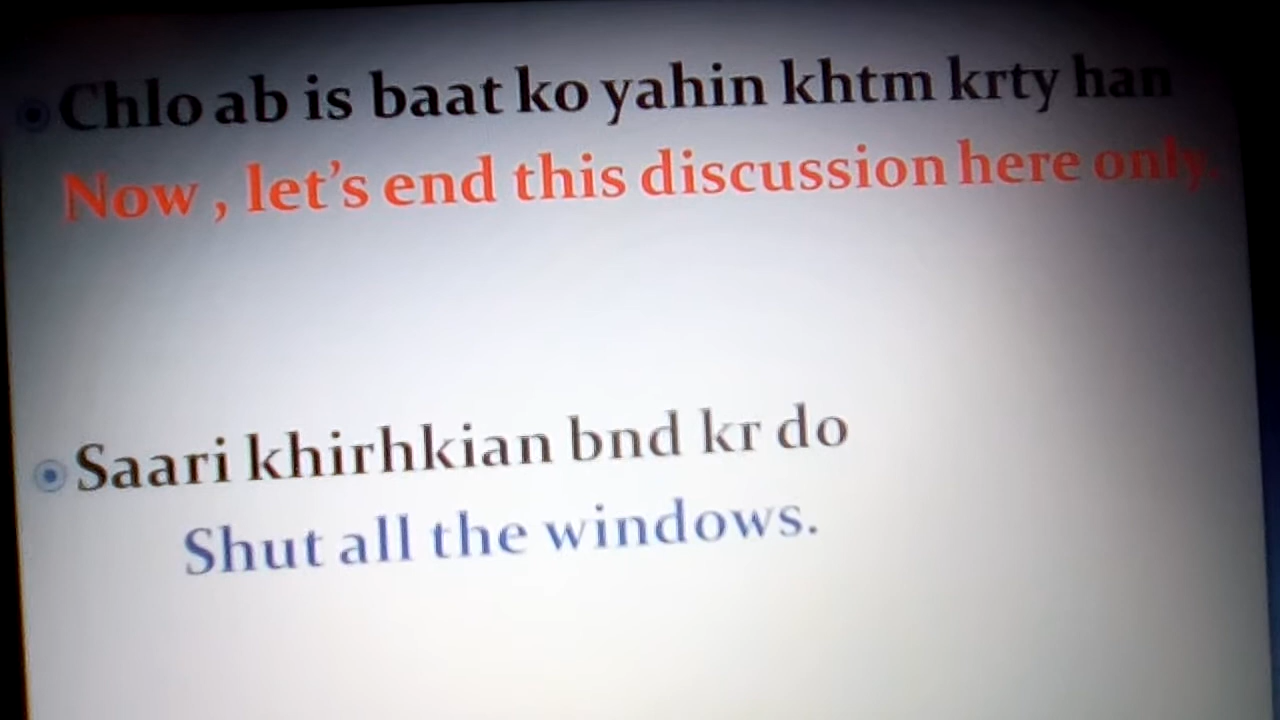 Chlo ab is baat ko yahin khtm krty han
Now , let's end this discussion here only.
Saari khirhkian bnd kr do
Shut all the windows.